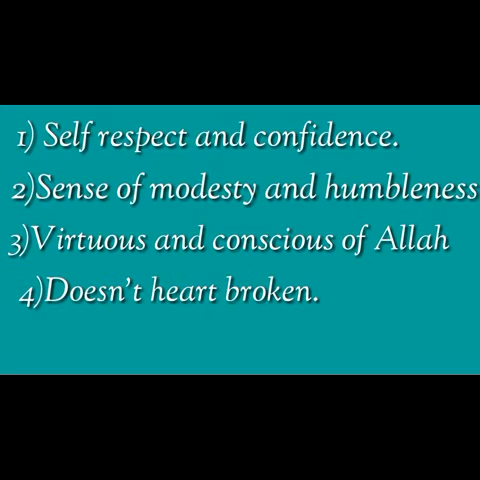 1) Self respect and confidence.
2)Sense of modesty and humbleness
3)Virtuous and conscious of Allah
4)Doesn't heart broken.